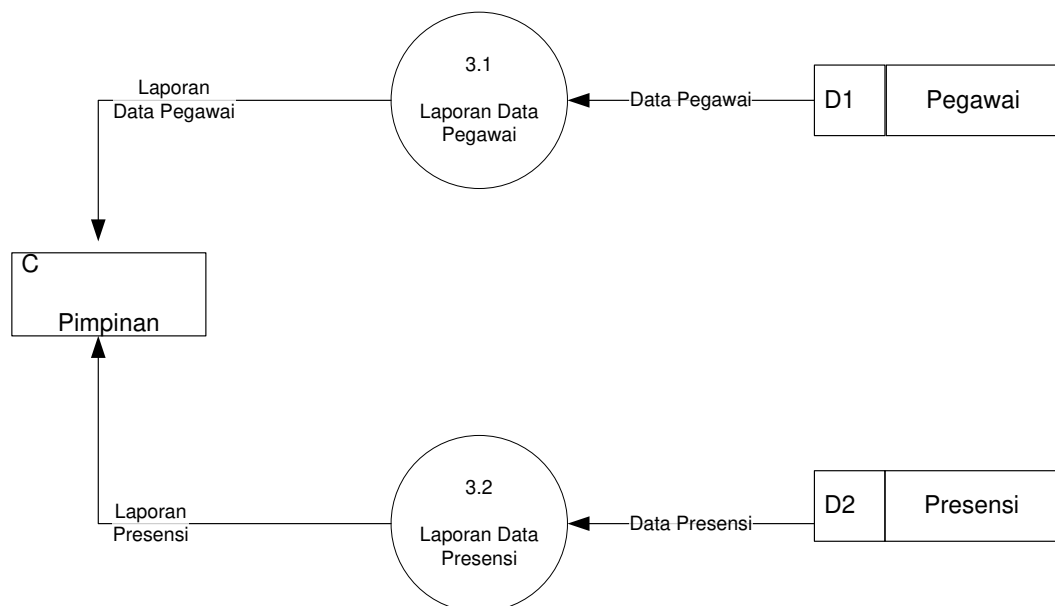 3.1
Laporan Data
Pegawai
Laporan
Data Pegawai
Data Pegawai
D1
Pegawai
C
Pimpinan
3.2
Laporan Data
Presensi
Laporan
Presensi
Data Presensi
D2
Presensi